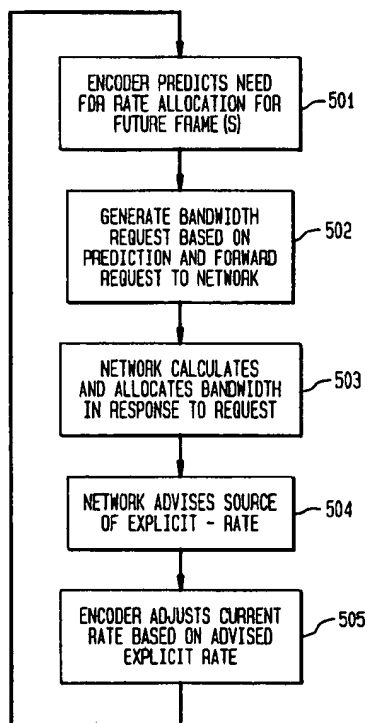 ENCODER PREDICTS NEED
FOR RATE ALLOCATION FOR
FUTURE FRAME(S)
501
GENERATE BANDWIDTH
REQUEST BASED ON
PREDICTION AND FORWARD
REQUEST TO NETWORK
502
NETWORK CALCULATES
AND ALLOCATES BANDWIDTH
IN RESPONSE TO REQUEST
503
NETWORK ADVISES SOURCE
OF EXPLICIT - RATE
504
ENCODER ADJUSTS CURRENT
RATE BASED ON ADVISED
EXPLICIT RATE
505